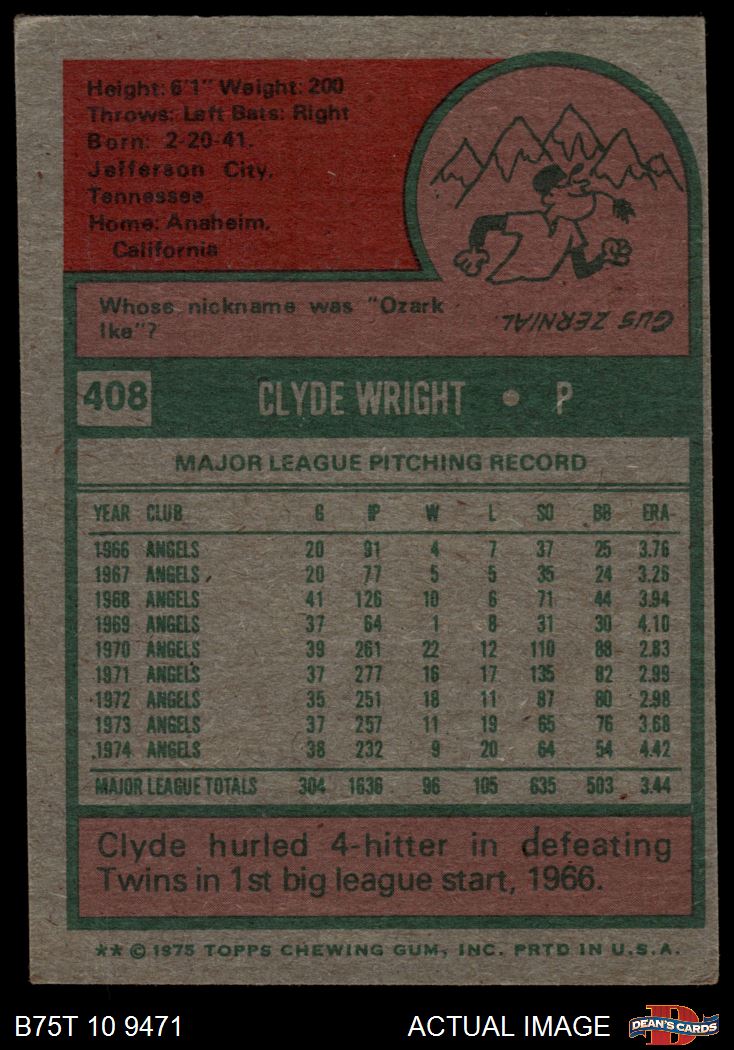 Height: 6'1" Weight: 200
Throws: Left Bats: Right
Born: 2-20-41.
Jefferson City,
Tennessee
Home: Anaheim,
California
Whose nickname was "Ozark
Ike"?
GUS ZERNIAL
408 CLYDE WRIGHT • P
MAJOR LEAGUE PITCHING RECORD
YEAR CLUB G IP W L SO BB ERA
1966 ANGELS 20 91 4 7 37 25 3.76
1967 ANGELS 20 77 5 5 35 24 3.26
1968 ANGELS 41 126 10 6 71 44 3.94
1969 ANGELS 37 64 1 8 31 30 4.10
1970 ANGELS 39 261 22 12 110 88 2.83
1971 ANGELS 37 277 16 17 135 82 2.99
1972 ANGELS 35 251 18 11 87 80 2.98
1973 ANGELS 37 257 11 19 65 76 3.68
1974 ANGELS 38 232 9 20 64 54 4.42
MAJOR LEAGUE TOTALS 304 1636 96 105 635 503 3.44
Clyde hurled 4-hitter in defeating
Twins in 1st big league start, 1966.
** © 1975 TOPPS CHEWING GUM, INC. PRTD IN U.S.A.
B75T 10 9471 ACTUAL IMAGE DEAN'S CARDS